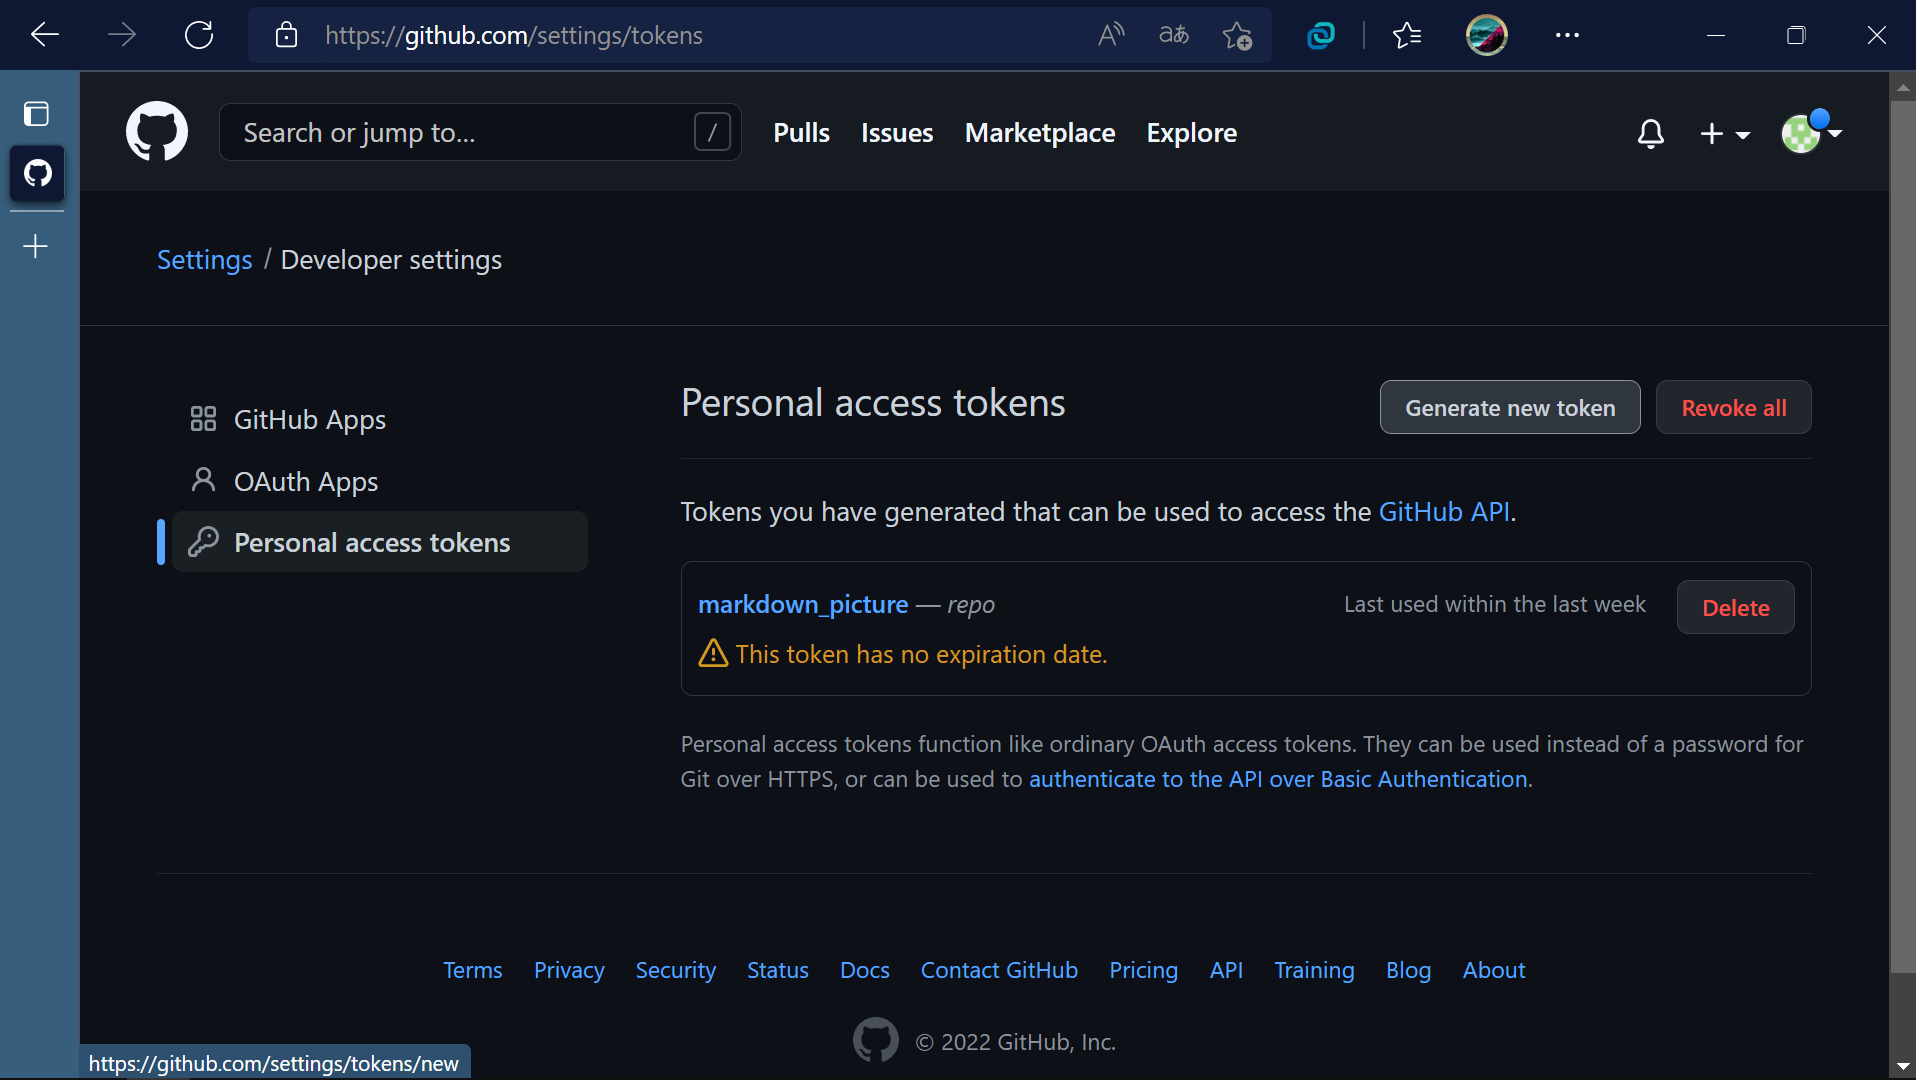 https://github.com/settings/tokens
Search or jump to... /
Pulls Issues Marketplace Explore
Settings / Developer settings
GitHub Apps
OAuth Apps
Personal access tokens
Personal access tokens
Generate new token
Revoke all
Tokens you have generated that can be used to access the GitHub API.
markdown_picture — repo
Last used within the last week
Delete
This token has no expiration date.
Personal access tokens function like ordinary OAuth access tokens. They can be used instead of a password for
Git over HTTPS, or can be used to authenticate to the API over Basic Authentication.
Terms Privacy Security Status Docs Contact GitHub Pricing API Training Blog About
© 2022 GitHub, Inc.
https://github.com/settings/tokens/new